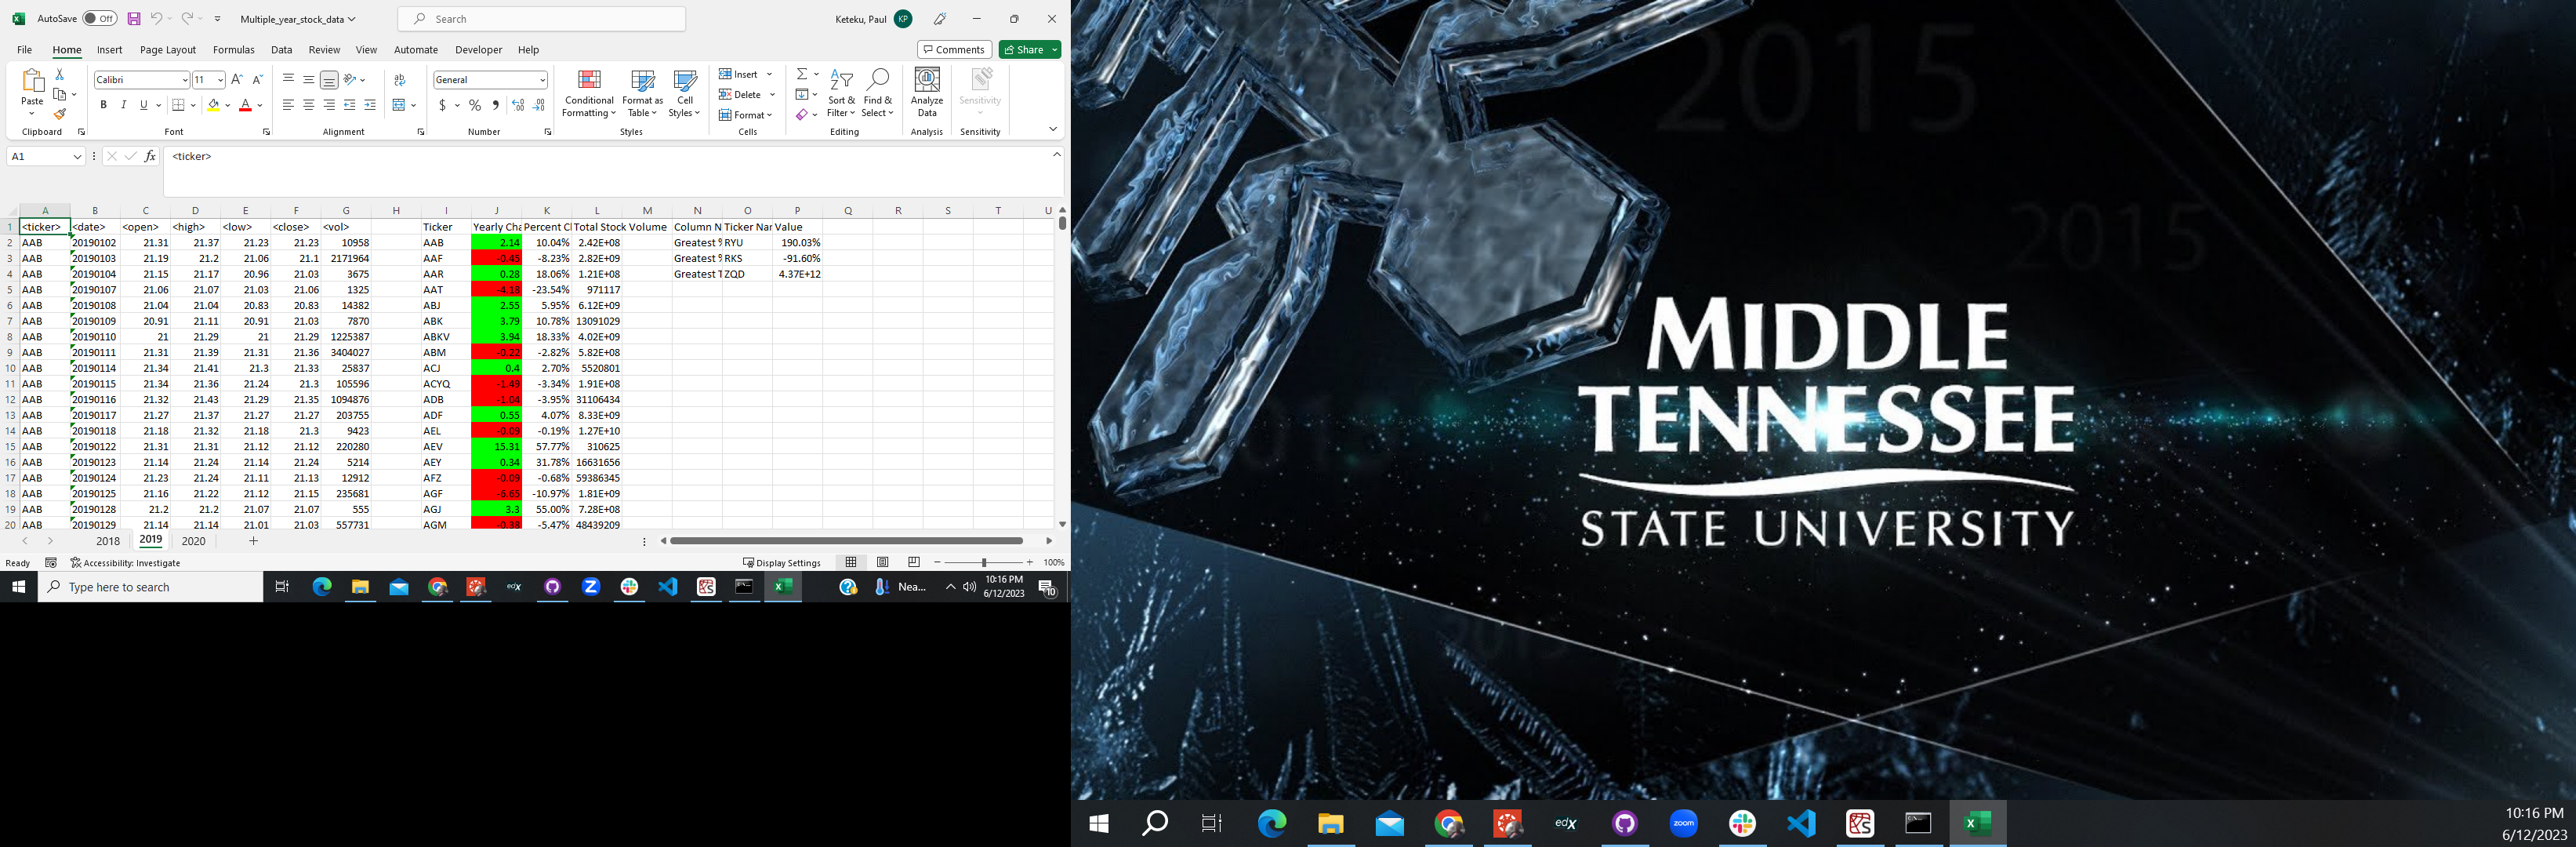 AutoSave Off Multiple_year_stock_data Search Keteku, Paul KP
File Home Insert Page Layout Formulas Data Review View Automate Developer Help Comments Share
Paste Calibri 11 General Conditional Formatting Format as Table Cell Styles Insert Delete Format Sort & Filter Find & Select Analyze Data Sensitivity
Clipboard Font Alignment Number Styles Cells Editing Analysis Sensitivity
A1 <ticker>
A B C D E F G H I J K L M N O P Q R S T U
1 <ticker> <date> <open> <high> <low> <close> <vol> Ticker Yearly Cha Percent Cl Total Stock Volume Column N Ticker Nar Value
2 AAB 20190102 21.31 21.37 21.23 21.23 10958 AAB 2.14 10.04% 2.42E+08 Greatest % RYU 190.03%
3 AAB 20190103 21.19 21.2 21.06 21.1 2171964 AAF -0.45 -8.23% 2.82E+09 Greatest % RKS -91.60%
4 AAB 20190104 21.15 21.17 20.96 21.03 3675 AAR 0.28 18.06% 1.21E+08 Greatest T ZQD 4.37E+12
5 AAB 20190107 21.06 21.07 21.03 21.06 1325 AAT -4.18 -23.54% 971117
6 AAB 20190108 21.04 21.04 20.83 20.83 14382 ABJ 2.55 5.95% 6.12E+09
7 AAB 20190109 20.91 21.11 20.91 21.03 7870 ABK 3.79 10.78% 13091029
8 AAB 20190110 21 21.29 21 21.29 1225387 ABKV 3.94 18.33% 4.02E+09
9 AAB 20190111 21.31 21.39 21.31 21.36 3404027 ABM -0.22 -2.82% 5.82E+08
10 AAB 20190114 21.34 21.41 21.3 21.33 25837 ACJ 0.4 2.70% 5520801
11 AAB 20190115 21.34 21.36 21.24 21.3 105596 ACYQ -1.49 -3.34% 1.91E+08
12 AAB 20190116 21.32 21.43 21.29 21.35 1094876 ADB -1.04 -3.95% 31106434
13 AAB 20190117 21.27 21.37 21.27 21.27 203755 ADF 0.55 4.07% 8.33E+09
14 AAB 20190118 21.18 21.32 21.18 21.3 9423 AEL -0.09 -0.19% 1.27E+10
15 AAB 20190122 21.31 21.31 21.12 21.12 220280 AEV 15.31 57.77% 310625
16 AAB 20190123 21.14 21.24 21.14 21.24 5214 AEY 0.34 31.78% 16631656
17 AAB 20190124 21.23 21.24 21.11 21.13 12912 AFZ -0.09 -0.68% 59386345
18 AAB 20190125 21.16 21.22 21.12 21.15 235681 AGF -6.65 -10.97% 1.81E+09
19 AAB 20190128 21.2 21.2 21.07 21.07 555 AGJ 3.3 55.00% 7.28E+08
20 AAB 20190129 21.14 21.14 21.01 21.03 557731 AGM -0.38 -5.47% 48439209
2018 2019 2020
Ready Accessibility: Investigate Display Settings 100%
Type here to search edX Nea... 10:16 PM
6/12/2023 10
2015
2015
2015
MIDDLE
TENNESSEE
STATE UNIVERSITY
2015
edX zoom 10:16 PM
6/12/2023